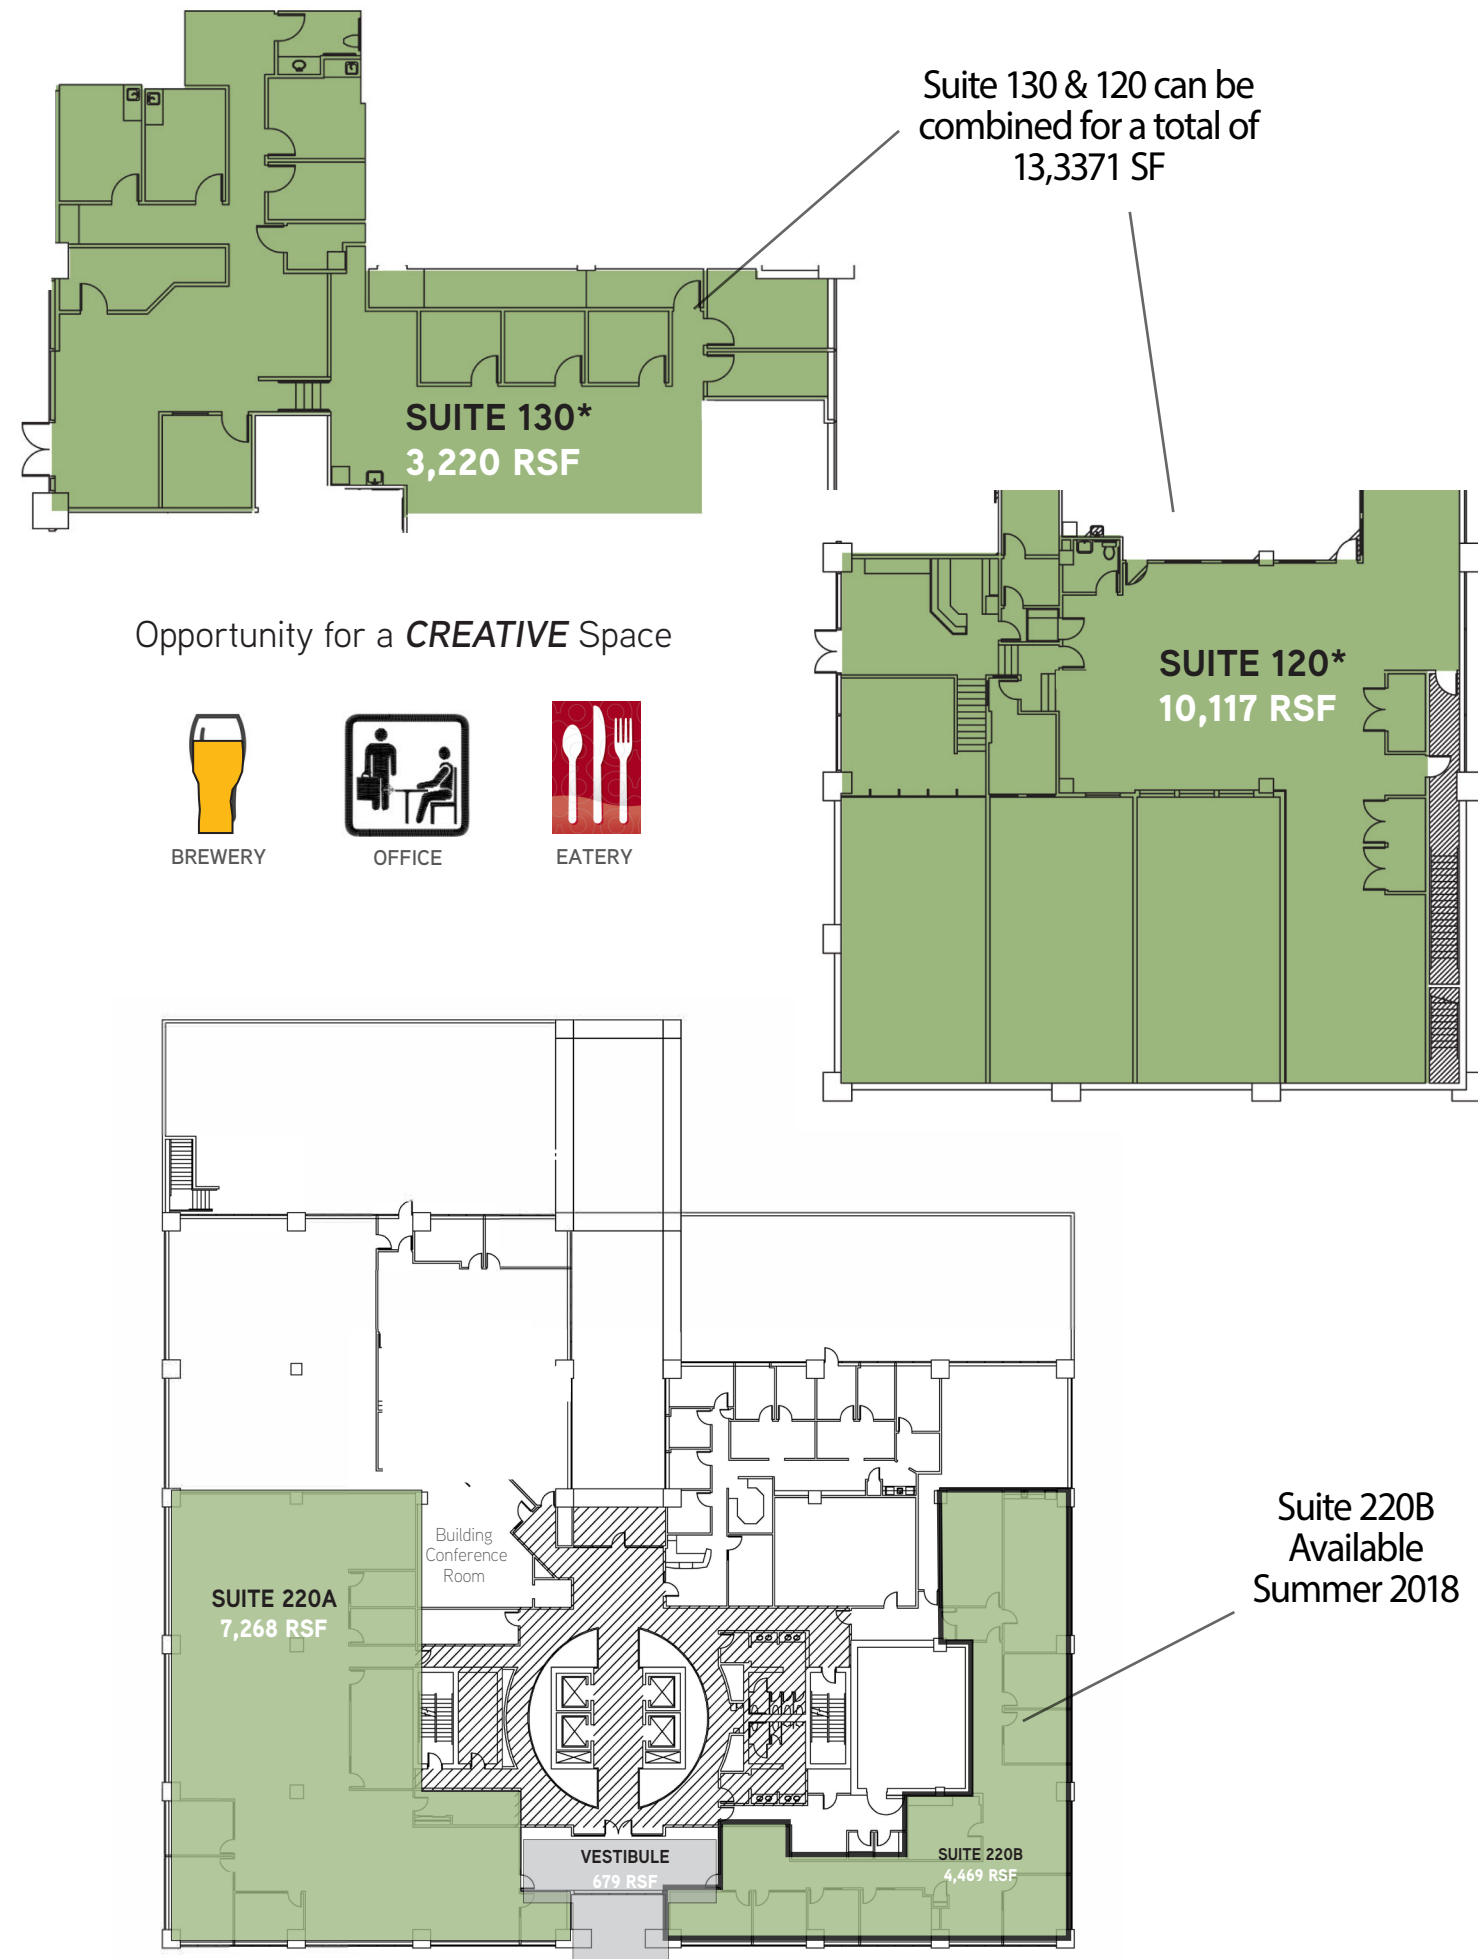 Suite 130 & 120 can be
combined for a total of
13,3371 SF
SUITE 130*
3,220 RSF
Opportunity for a CREATIVE Space
BREWERY
OFFICE
EATERY
SUITE 120*
10,117 RSF
Building
Conference
Room
SUITE 220A
7,268 RSF
Suite 220B
Available
Summer 2018
VESTIBULE
679 RSF
SUITE 220B
4,469 RSF